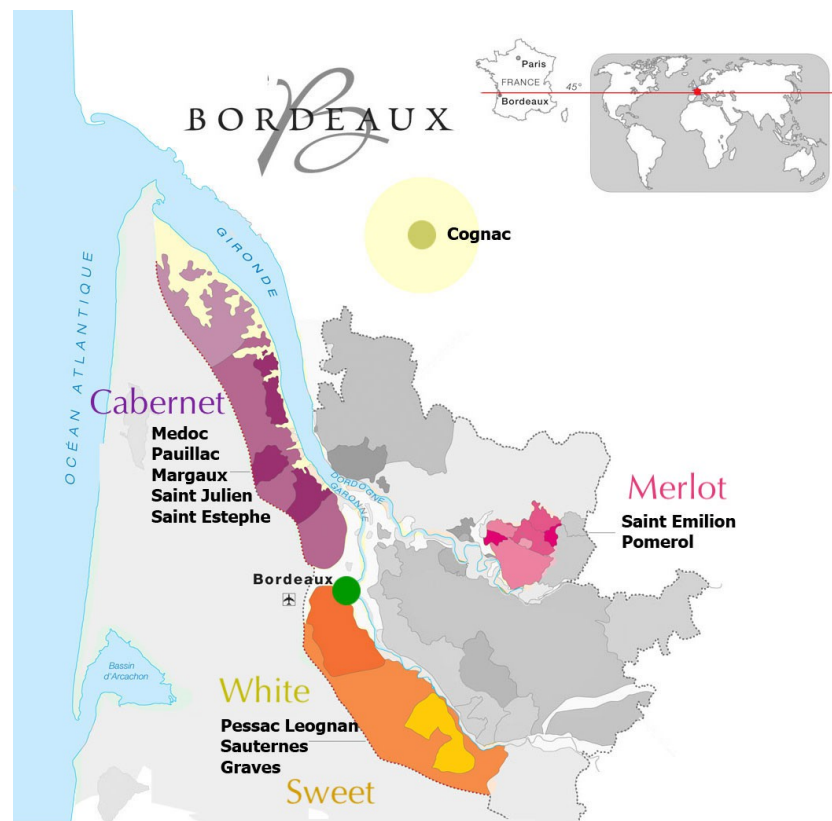 BORDEAUX
Paris
FRANCE
45°
Bordeaux
Cognac
GIRONDE
OCÉAN ATLANTIQUE
Cabernet
Medoc
Pauillac
Margaux
Saint Julien
Saint Estephe
DORDOGNE
GARONNE
Merlot
Saint Emilion
Pomerol
Bordeaux
Bassin
d'Arcachon
White
Pessac Leognan
Sauternes
Graves
Sweet